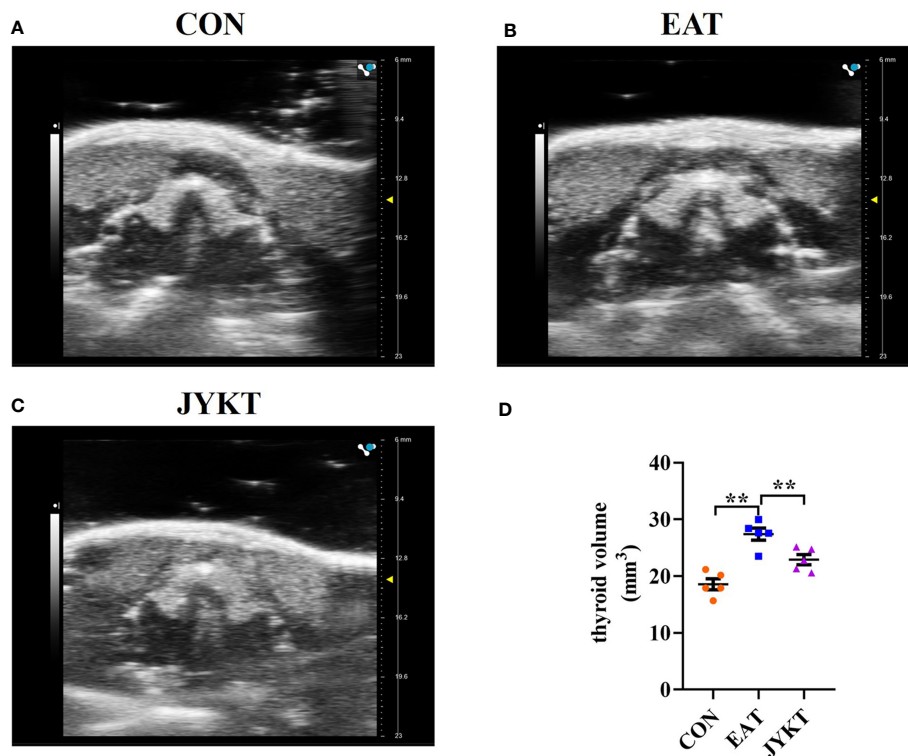 A
CON
6 mm
9.4
12.8
16.2
19.6
23
B
EAT
6 mm
9.4
12.8
16.2
19.6
23
C
JYKT
6 mm
9.4
12.8
16.2
19.6
23
D
thyroid volume
(mm³)
40
30
20
10
0
**
**
CON
EAT
JYKT